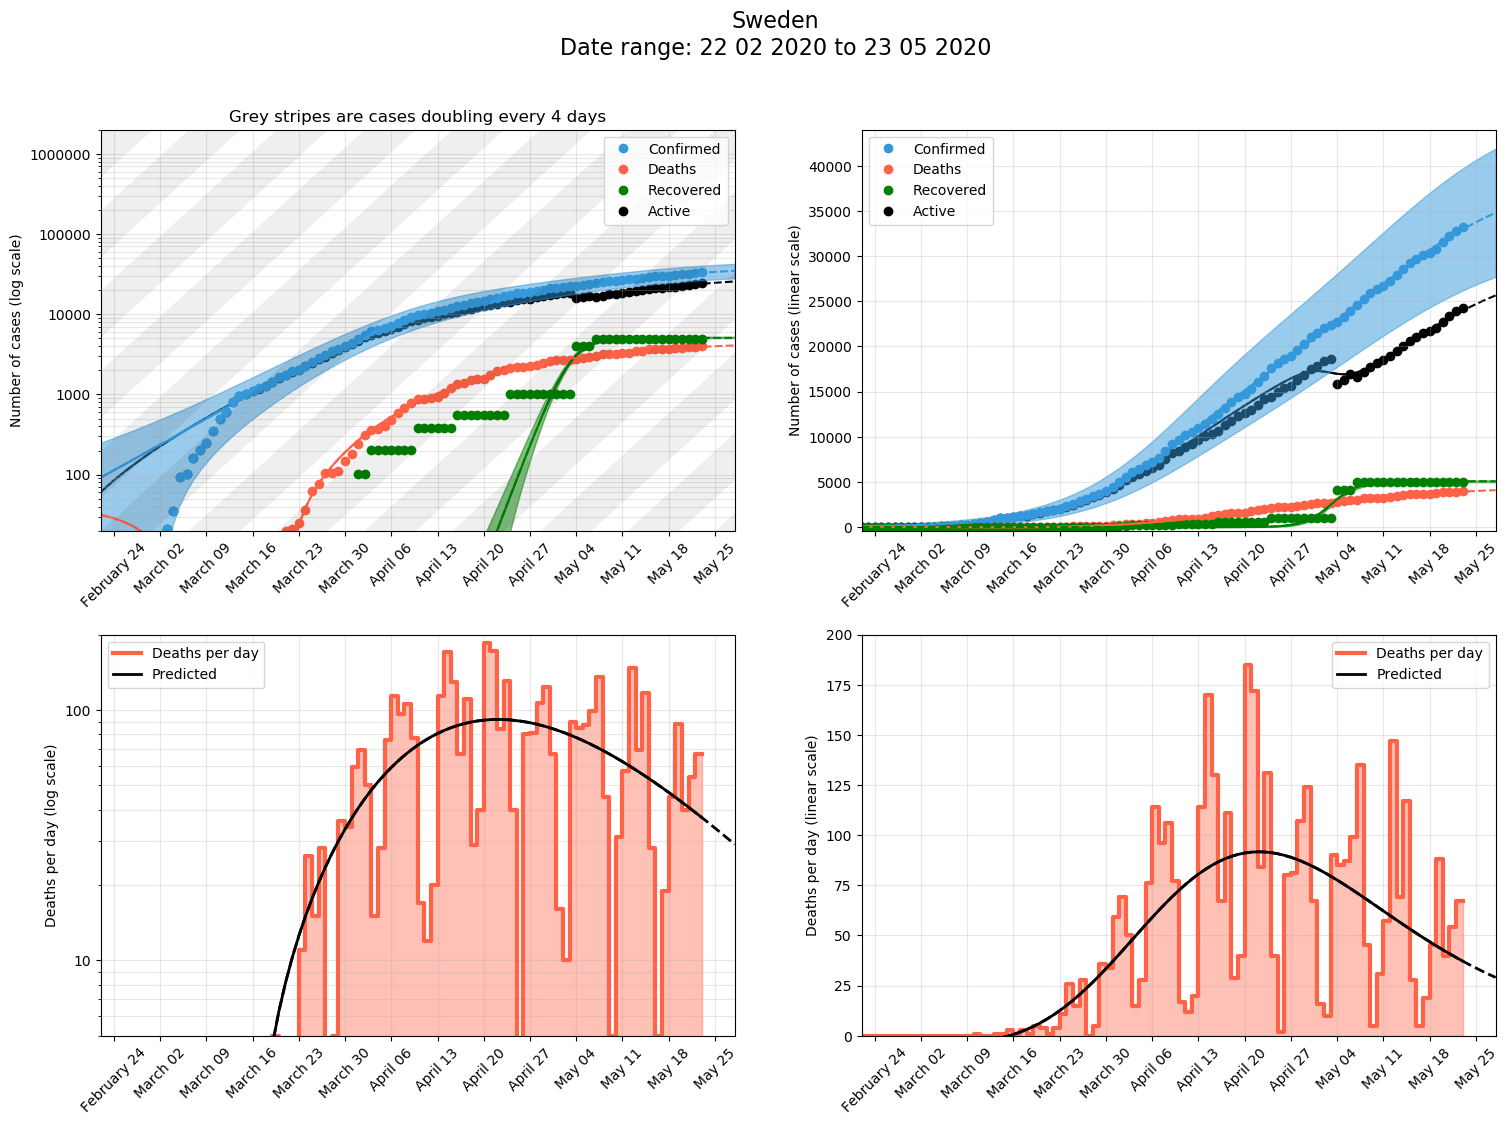 Sweden
Date range: 22 02 2020 to 23 05 2020
Grey stripes are cases doubling every 4 days
Number of cases (log scale)
1000000
100000
10000
1000
100
Confirmed
Deaths
Recovered
Active
February 24
March 02
March 09
March 16
March 23
March 30
April 06
April 13
April 20
April 27
May 04
May 11
May 18
May 25
Number of cases (linear scale)
40000
35000
30000
25000
20000
15000
10000
5000
0
Confirmed
Deaths
Recovered
Active
February 24
March 02
March 09
March 16
March 23
March 30
April 06
April 13
April 20
April 27
May 04
May 11
May 18
May 25
Deaths per day (log scale)
100
10
Deaths per day
Predicted
February 24
March 02
March 09
March 16
March 23
March 30
April 06
April 13
April 20
April 27
May 04
May 11
May 18
May 25
Deaths per day (linear scale)
200
175
150
125
100
75
50
25
0
Deaths per day
Predicted
February 24
March 02
March 09
March 16
March 23
March 30
April 06
April 13
April 20
April 27
May 04
May 11
May 18
May 25